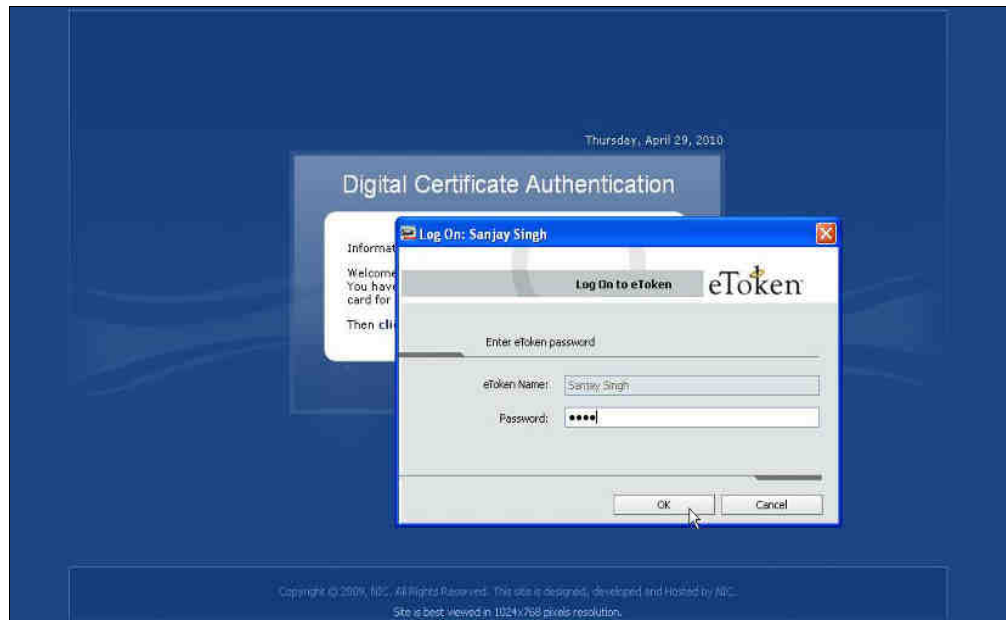 Thursday, April 29, 2010
Digital Certificate Authentication
Log On: Sanjay Singh
Informat
Log On to eToken
eToken
Welcome
You have
card for
Then cli
Enter eToken password
eToken Name: Sanjay Singh
Password: ••••
OK
Cancel
Copyright © 2009, NIC. All Rights Reserved. This site is designed, developed and Hosted by NIC.
Site is best viewed in 1024x768 pixels resolution.